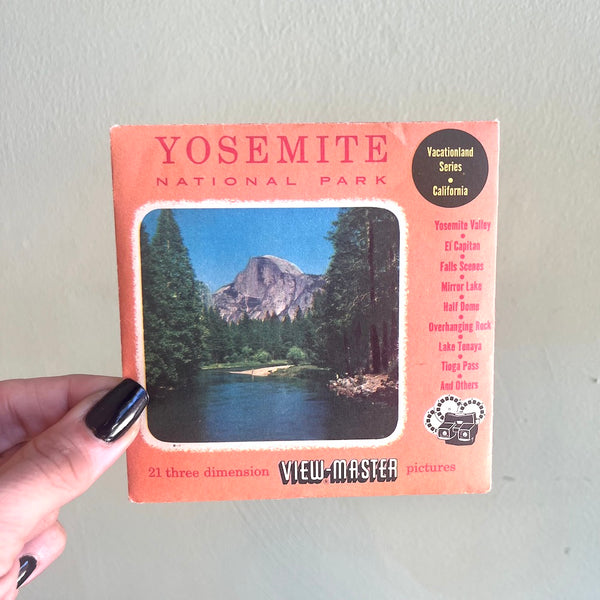 YOSEMITE
NATIONAL PARK
Vacationland
Series
•
California
Yosemite Valley
•
El Capitan
•
Falls Scenes
•
Mirror Lake
•
Half Dome
•
Overhanging Rock
•
Lake Tenaya
•
Tioga Pass
•
And Others
21 three dimension VIEW-MASTER pictures